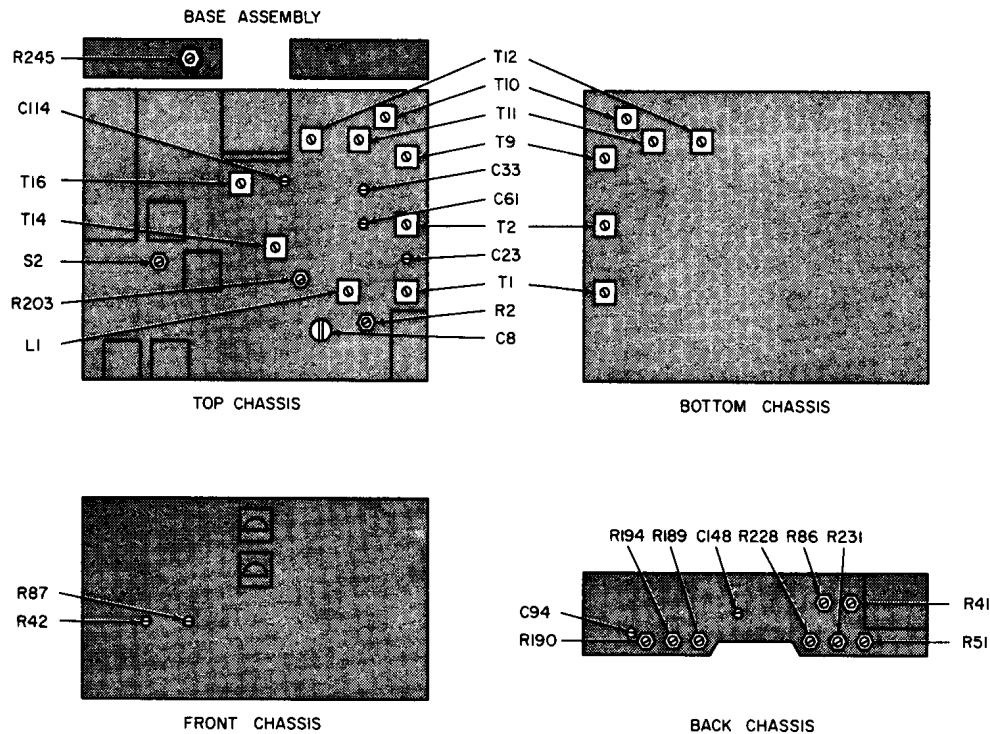 BASE ASSEMBLY
R245
C114
T16
T14
S2
R203
L1
T12
T10
T11
T9
C33
C61
T2
C23
T1
R2
C8
TOP CHASSIS
BOTTOM CHASSIS
R87
R42
FRONT CHASSIS
R194 R189 C148 R228 R86 R231
C94
R190
R41
R51
BACK CHASSIS